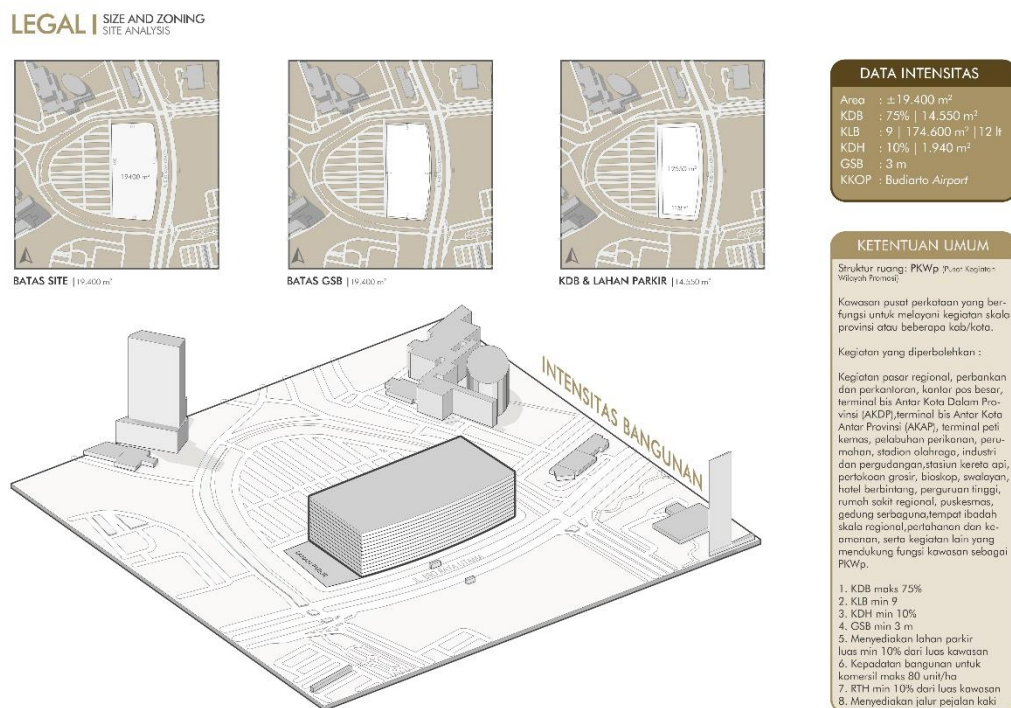 LEGAL | SIZE AND ZONING
SITE ANALYSIS
19400 m²
BATAS SITE | 19.400 m²
BATAS GSB | 19.400 m²
12550 m²
KDB & LAHAN PARKIR | 14.550 m²
INTENSITAS BANGUNAN
LAHAN PARKIR
DATA INTENSITAS
Area : ±19.400 m²
KDB : 75% | 14.550 m²
KLB : 9 | 174.600 m² | 12 lt
KDH : 10% | 1.940 m²
GSB : 3 m
KKOP : Budiarto Airport
KETENTUAN UMUM
Struktur ruang: PKWp (Pusat Kegiatan
Wilayah Promosi)
Kawasan pusat perkotaan yang ber-
fungsi untuk melayani kegiatan skala
provinsi atau beberapa kab/kota.
Kegiatan yang diperbolehkan :
Kegiatan pasar regional, perbankan
dan perkantoran, kantor pos besar,
terminal bis Antar Kota Dalam Pro-
vinsi (AKDP),terminal bis Antar Kota
Antar Provinsi (AKAP), terminal peti
kemas, pelabuhan perikanan, peru-
mahan, stadion olahraga, industri
dan pergudangan,stasiun kereta api,
pertokoan grosir, bioskop, swalayan,
hotel berbintang, perguruan tinggi,
rumah sakit regional, puskesmas,
gedung serbaguna,tempat ibadah
skala regional,pertahanan dan ke-
amanan, serta kegiatan lain yang
mendukung fungsi kawasan sebagai
PKWp.
1. KDB maks 75%
2. KLB min 9
3. KDH min 10%
4. GSB min 3 m
5. Menyediakan lahan parkir
luas min 10% dari luas kawasan
6. Kepadatan bangunan untuk
komersil maks 80 unit/ha
7. RTH min 10% dari luas kawasan
8. Menyediakan jalur pejalan kaki